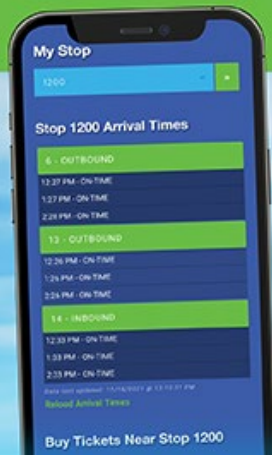 My Stop
1200
Stop 1200 Arrival Times
6 - OUTBOUND
12:27 PM - ON-TIME
1:27 PM - ON-TIME
2:28 PM - ON-TIME
13 - OUTBOUND
12:26 PM - ON-TIME
1:26 PM - ON-TIME
2:26 PM - ON-TIME
14 - INBOUND
12:33 PM - ON-TIME
1:33 PM - ON-TIME
2:33 PM - ON-TIME
Data last updated:
Reload Arrival Times
Buy Tickets Near Stop 1200